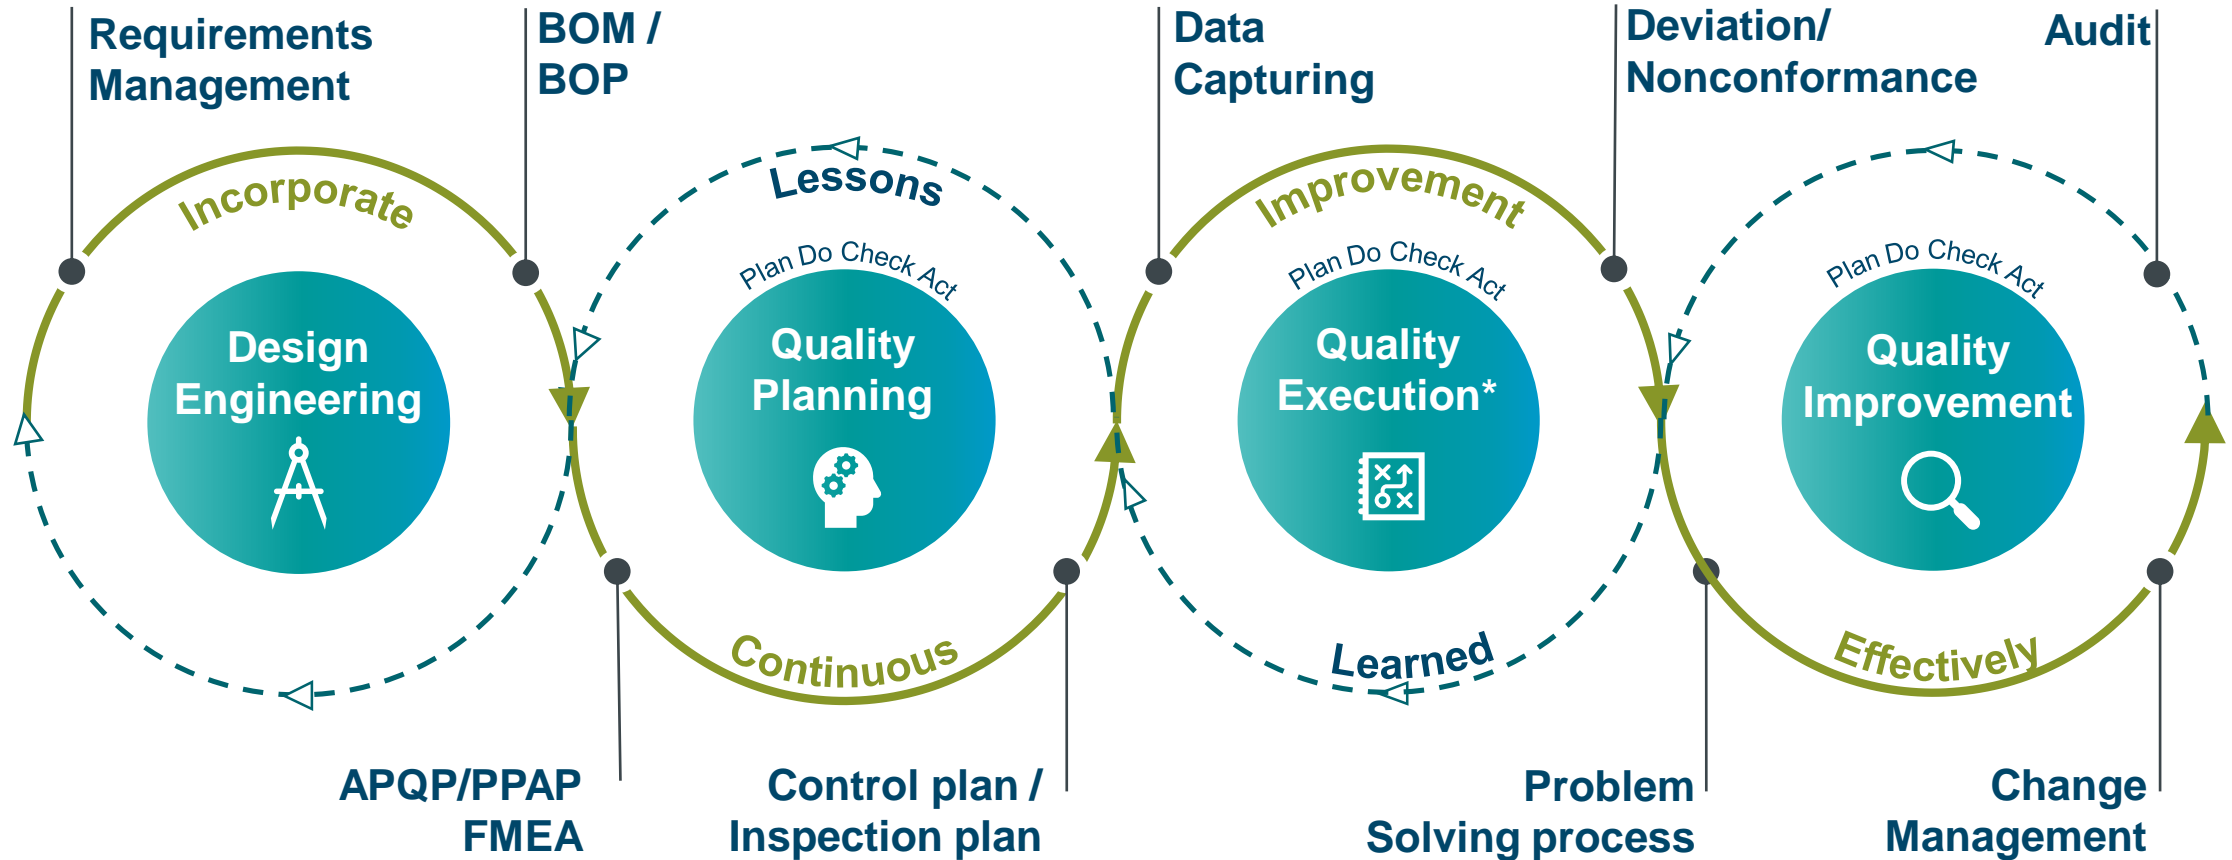 Requirements
Management
BOM /
BOP
Data
Capturing
Deviation/
Nonconformance
Audit
Incorporate
Lessons
Improvement
Plan Do Check Act
Plan Do Check Act
Plan Do Check Act
Design
Engineering
Quality
Planning
Quality
Execution*
Quality
Improvement
Continuous
Learned
Effectively
APQP/PPAP
FMEA
Control plan /
Inspection plan
Problem
Solving process
Change
Management